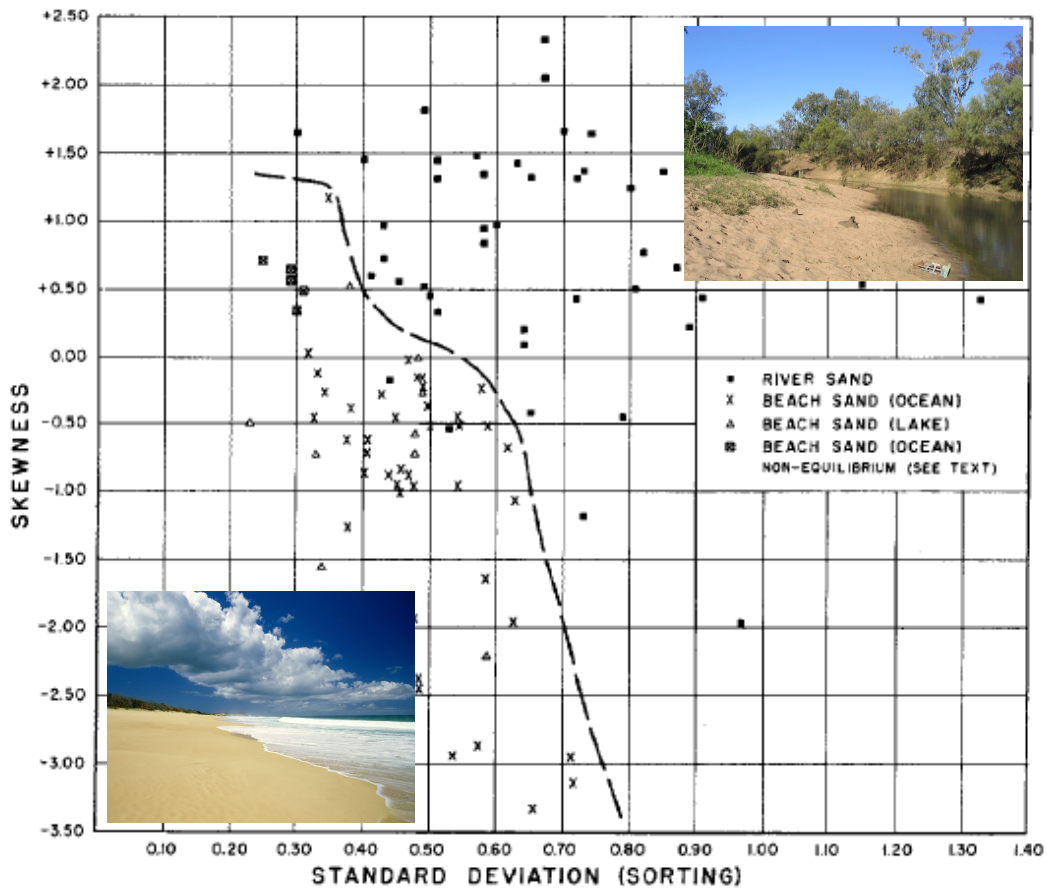 +2.50
+2.00
+1.50
+1.00
+0.50
0.00
-0.50
-1.00
-1.50
-2.00
-2.50
-3.00
-3.50
SKEWNESS
RIVER SAND
BEACH SAND (OCEAN)
BEACH SAND (LAKE)
BEACH SAND (OCEAN)
NON-EQUILIBRIUM (SEE TEXT)
0.10 0.20 0.30 0.40 0.50 0.60 0.70 0.80 0.90 1.00 1.10 1.20 1.30 1.40
STANDARD DEVIATION (SORTING)